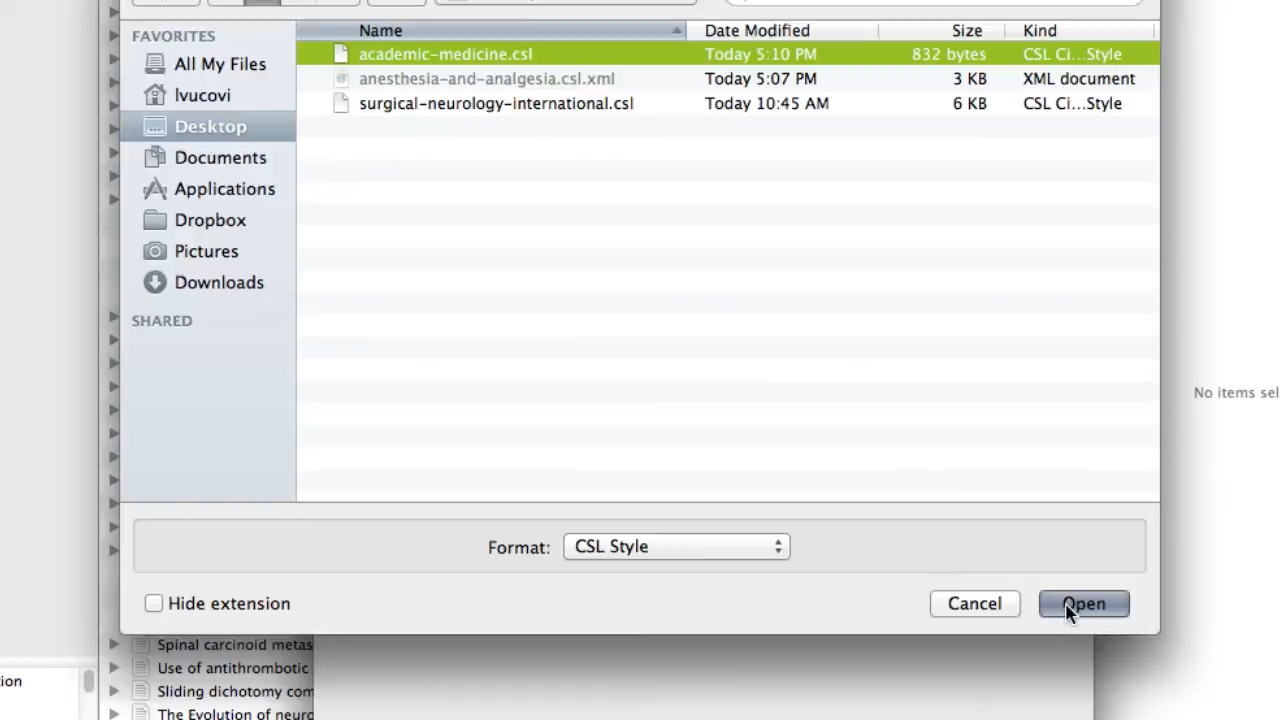 Name Date Modified Size Kind
FAVORITES
All My Files
lvucovi
Desktop
Documents
Applications
Dropbox
Pictures
Downloads
SHARED
academic-medicine.csl Today 5:10 PM 832 bytes CSL Ci...Style
anesthesia-and-analgesia.csl.xml Today 5:07 PM 3 KB XML document
surgical-neurology-international.csl Today 10:45 AM 6 KB CSL Ci...Style
No items sel
Format: CSL Style
Hide extension
Cancel Open
Spinal carcinoid metas
Use of antithrombotic
tion
Sliding dichotomy com
The Evolution of neuro